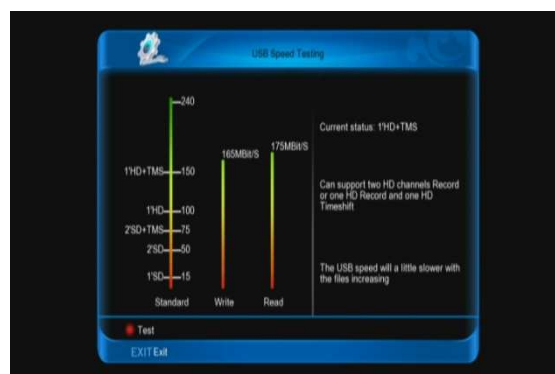 USB Speed Testing
240
1'HD+TMS 150
1'HD 100
2'SD+TMS 75
2'SD 50
1'SD 15
165MBit/S
175MBit/S
Standard Write Read
Current status: 1'HD+TMS
Can support two HD channels Record
or one HD Record and one HD
Timeshift
The USB speed will a little slower with
the files increasing
Test
EXIT Exit